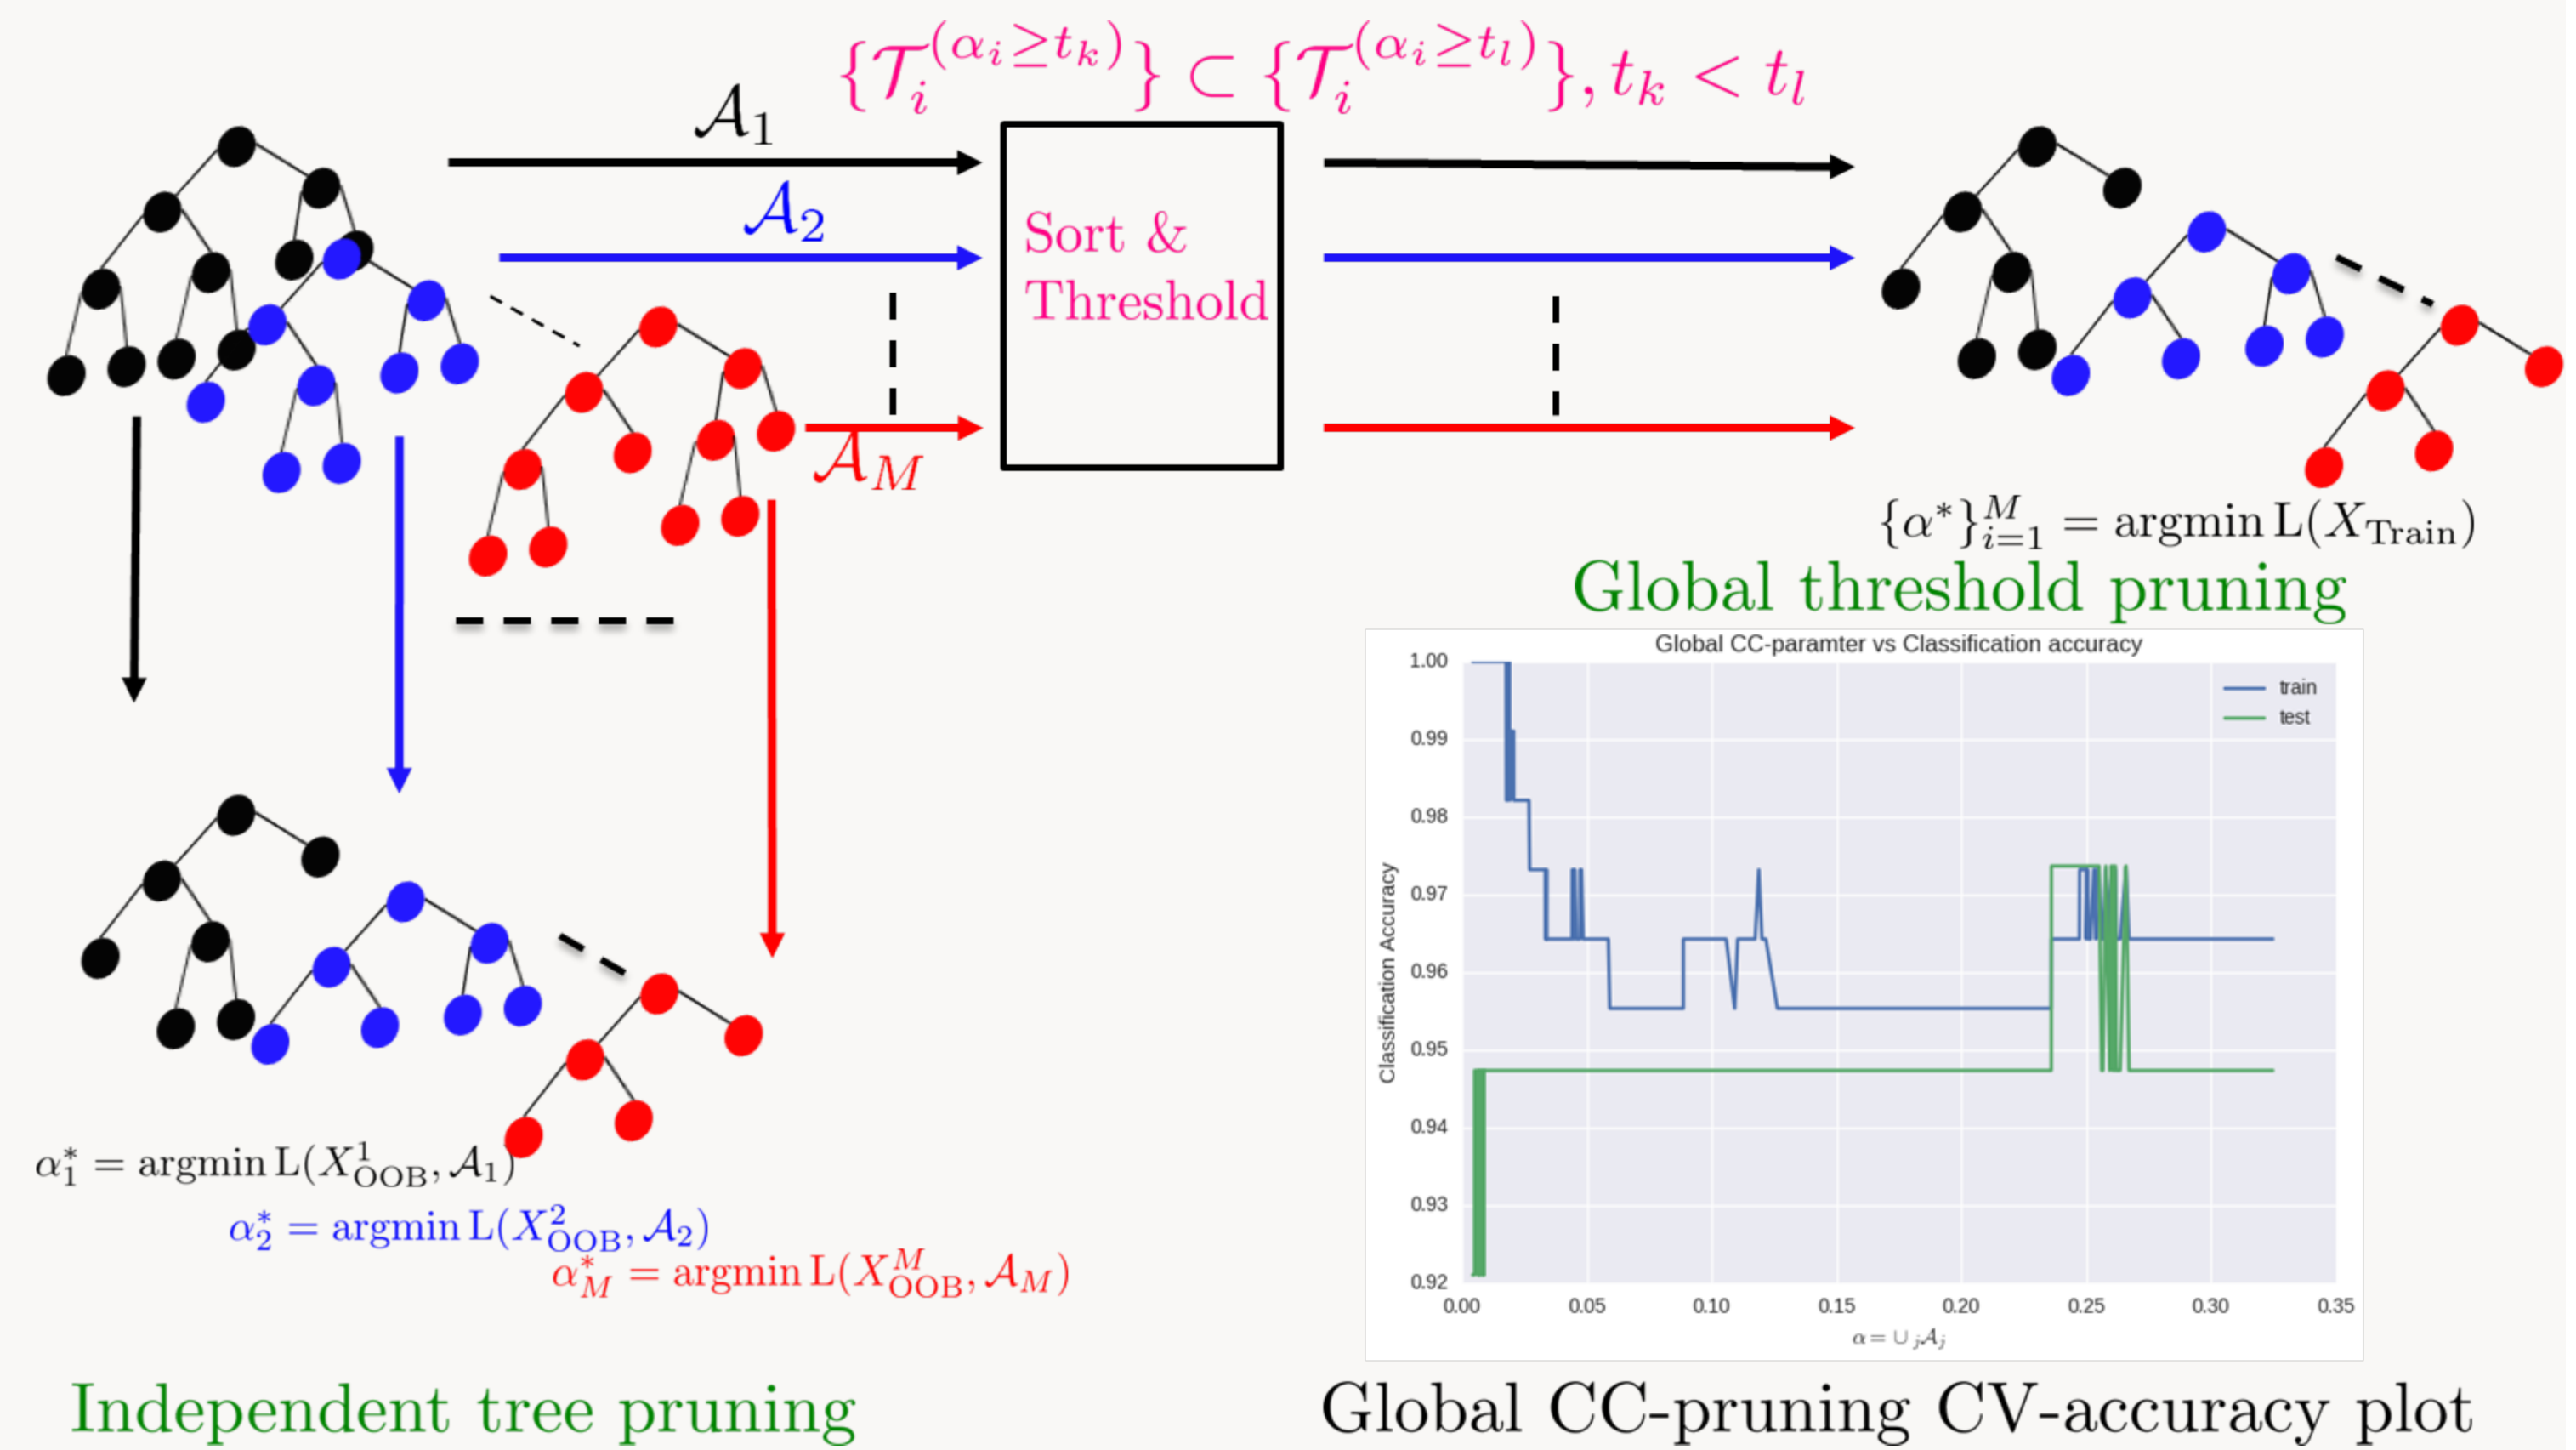 {𝒯_i^(α_i≥t_k)} ⊂ {𝒯_i^(α_i≥t_l)}, t_k < t_l
𝒜_1
𝒜_2
Sort &
Threshold
𝒜_M
{α*}_{i=1}^M = argmin L(X_Train)
Global threshold pruning
Global CC-paramter vs Classification accuracy
train
test
Classification Accuracy
1.00
0.99
0.98
0.97
0.96
0.95
0.94
0.93
0.92
0.00 0.05 0.10 0.15 0.20 0.25 0.30 0.35
α = ∪_j 𝒜_j
α_1^* = argmin L(X_OOB^1, 𝒜_1)
α_2^* = argmin L(X_OOB^2, 𝒜_2)
α_M^* = argmin L(X_OOB^M, 𝒜_M)
Independent tree pruning
Global CC-pruning CV-accuracy plot